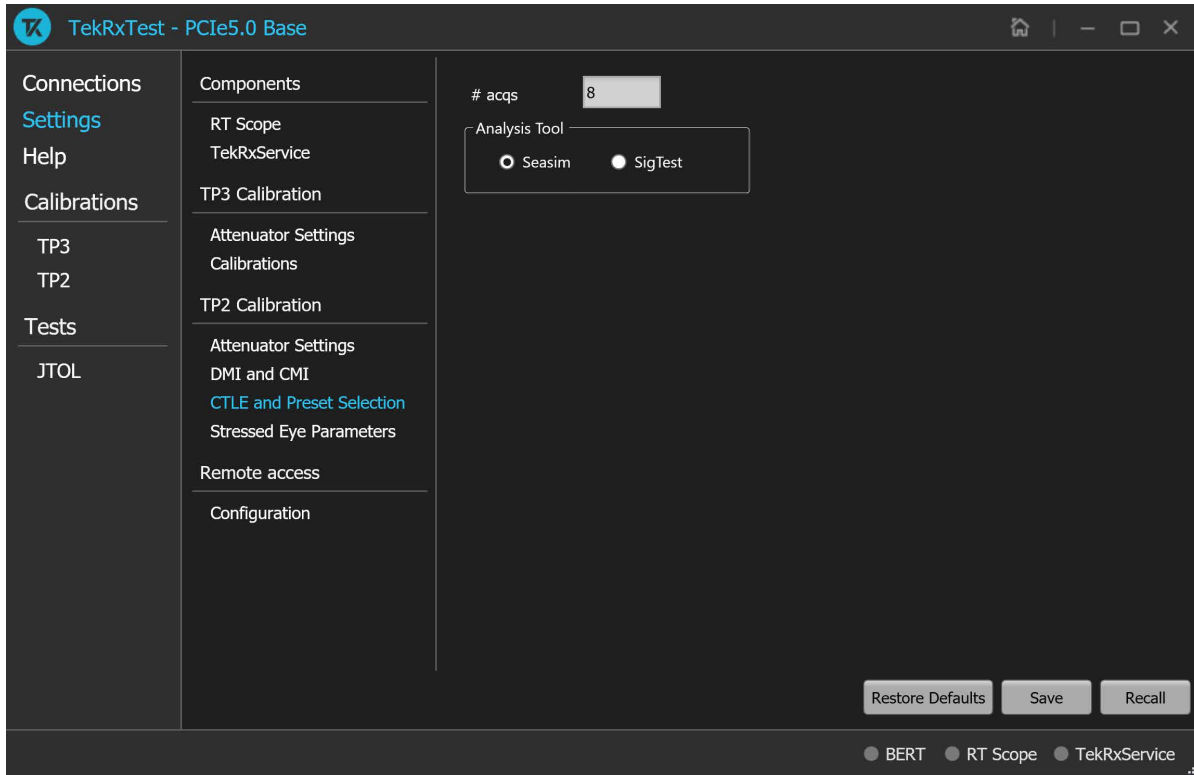 TekRxTest - PCIe5.0 Base
Connections
Settings
Help
Calibrations
TP3
TP2
Tests
JTOL
Components
RT Scope
TekRxService
TP3 Calibration
Attenuator Settings
Calibrations
TP2 Calibration
Attenuator Settings
DMI and CMI
CTLE and Preset Selection
Stressed Eye Parameters
Remote access
Configuration
# acqs 8
Analysis Tool
Seasim SigTest
Restore Defaults Save Recall
BERT RT Scope TekRxService